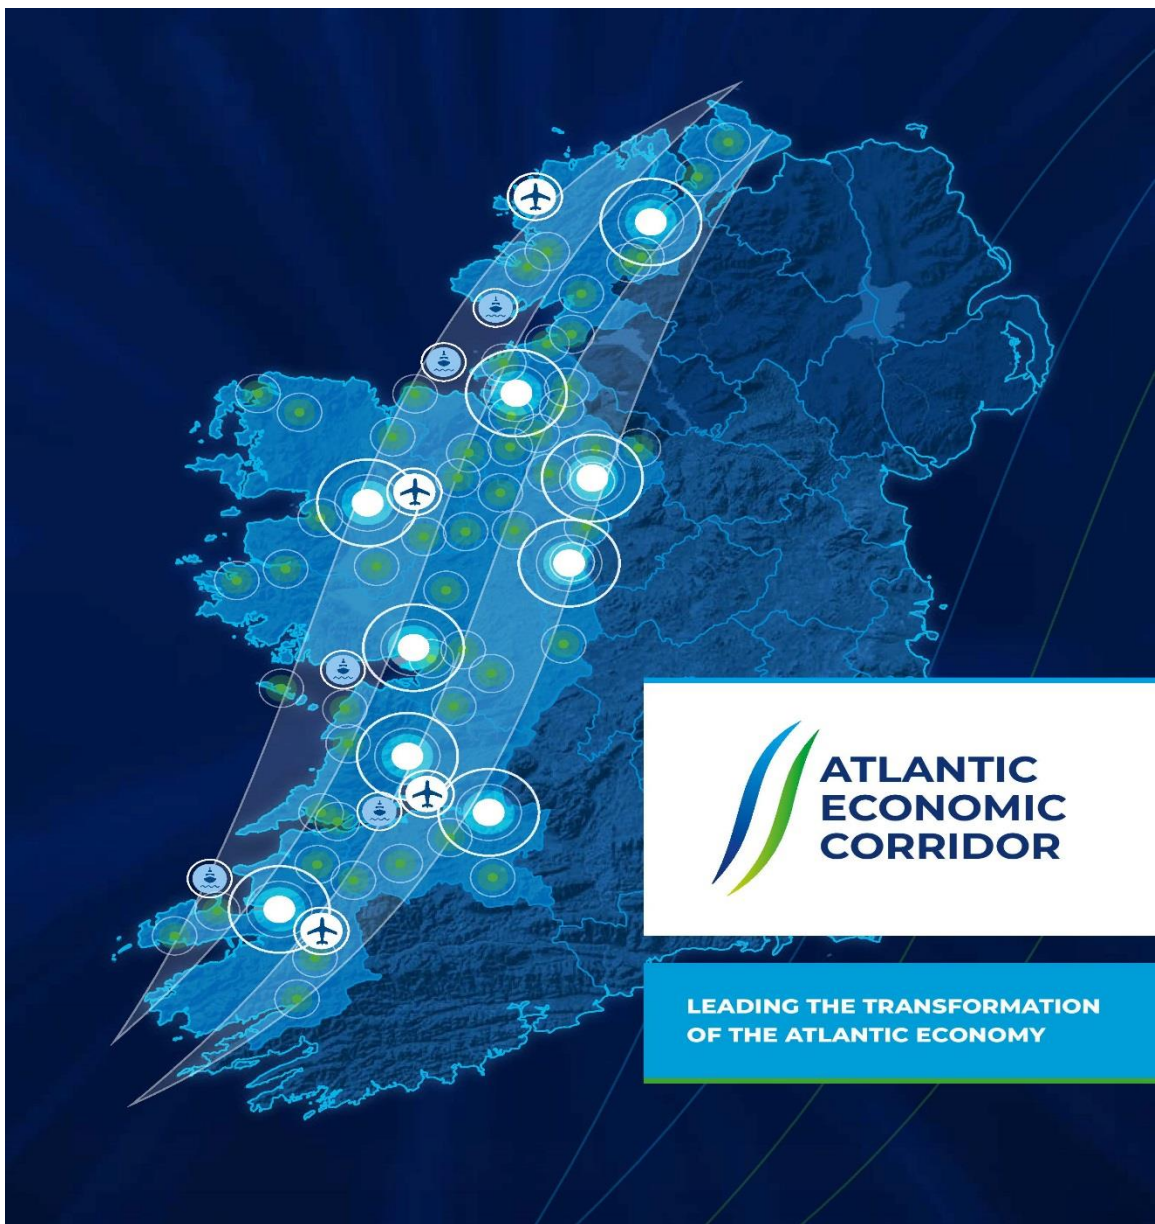 ATLANTIC
ECONOMIC
CORRIDOR
LEADING THE TRANSFORMATION
OF THE ATLANTIC ECONOMY